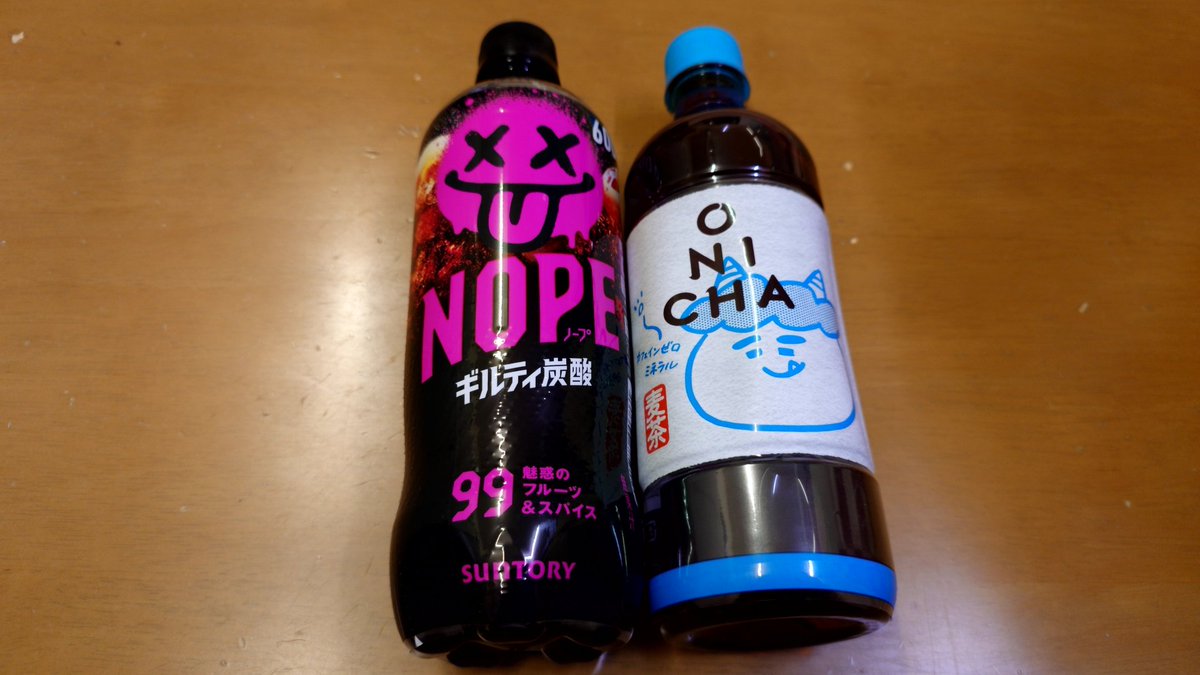 60
NOPE
ノープ
ギルティ炭酸
99
魅惑の
フルーツ
&スパイス
SUNTORY
O
NI
CHA
カフェインゼロ
ミネラル
麦茶